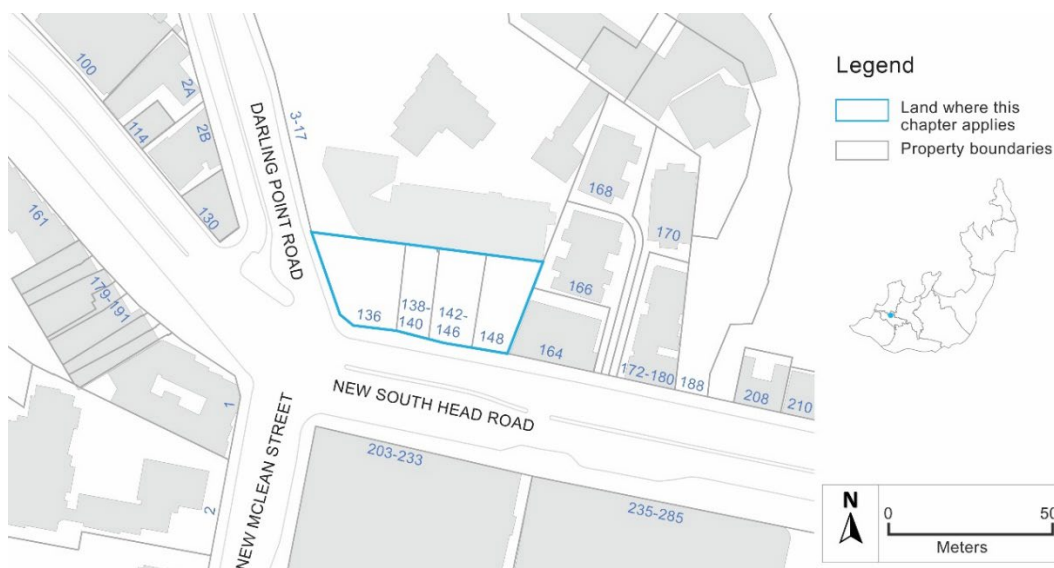 100
2A
2B
114
130
3-17
DARLING POINT ROAD
161
179-191
168
170
166
136
138-
140
142-
146
148
164
172-180
188
208
210
1
2
NEW SOUTH HEAD ROAD
NEW MCLEAN STREET
203-233
235-285
Legend
Land where this
chapter applies
Property boundaries
N
0
50
Meters